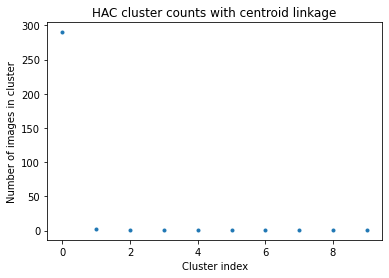 HAC cluster counts with centroid linkage
300
250
200
150
100
50
0
Number of images in cluster
0 2 4 6 8
Cluster index